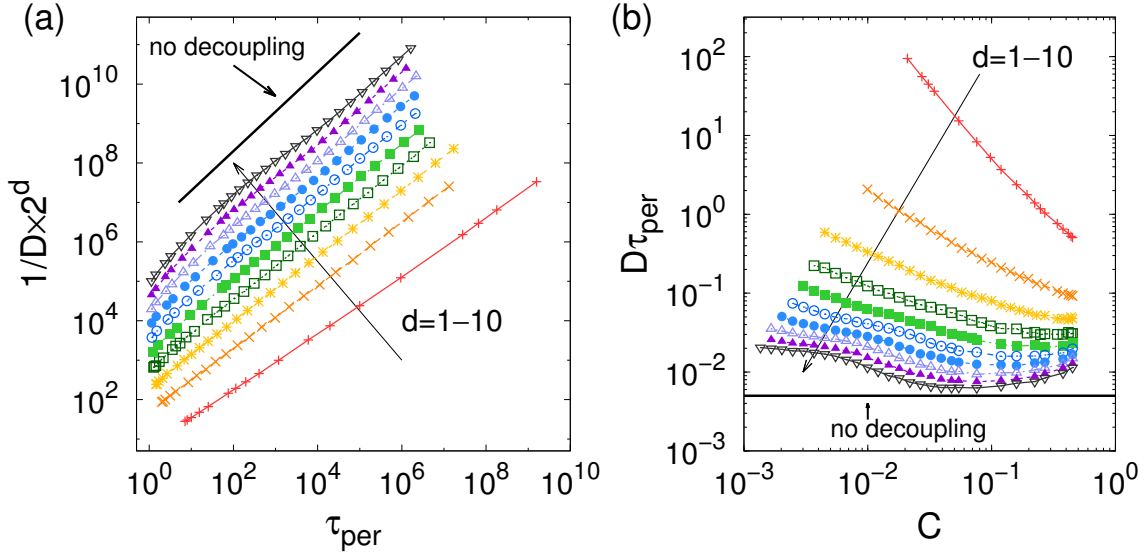 (a)
no decoupling
1/D×2^d
10^10
10^8
10^6
10^4
10^2
d=1−10
10^0 10^2 10^4 10^6 10^8 10^10
τ_per
(b)
d=1−10
Dτ_per
10^2
10^1
10^0
10^-1
10^-2
10^-3
no decoupling
10^-3 10^-2 10^-1 10^0
C